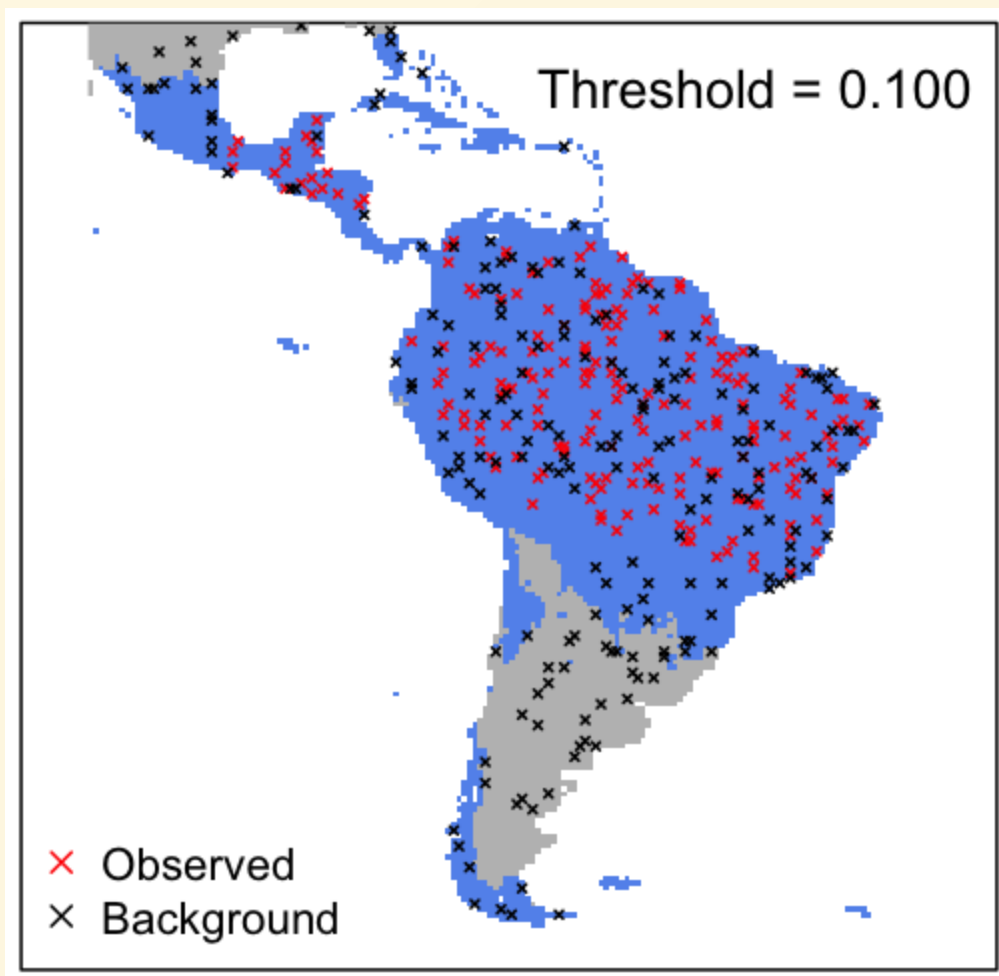 Threshold = 0.100
Observed
Background